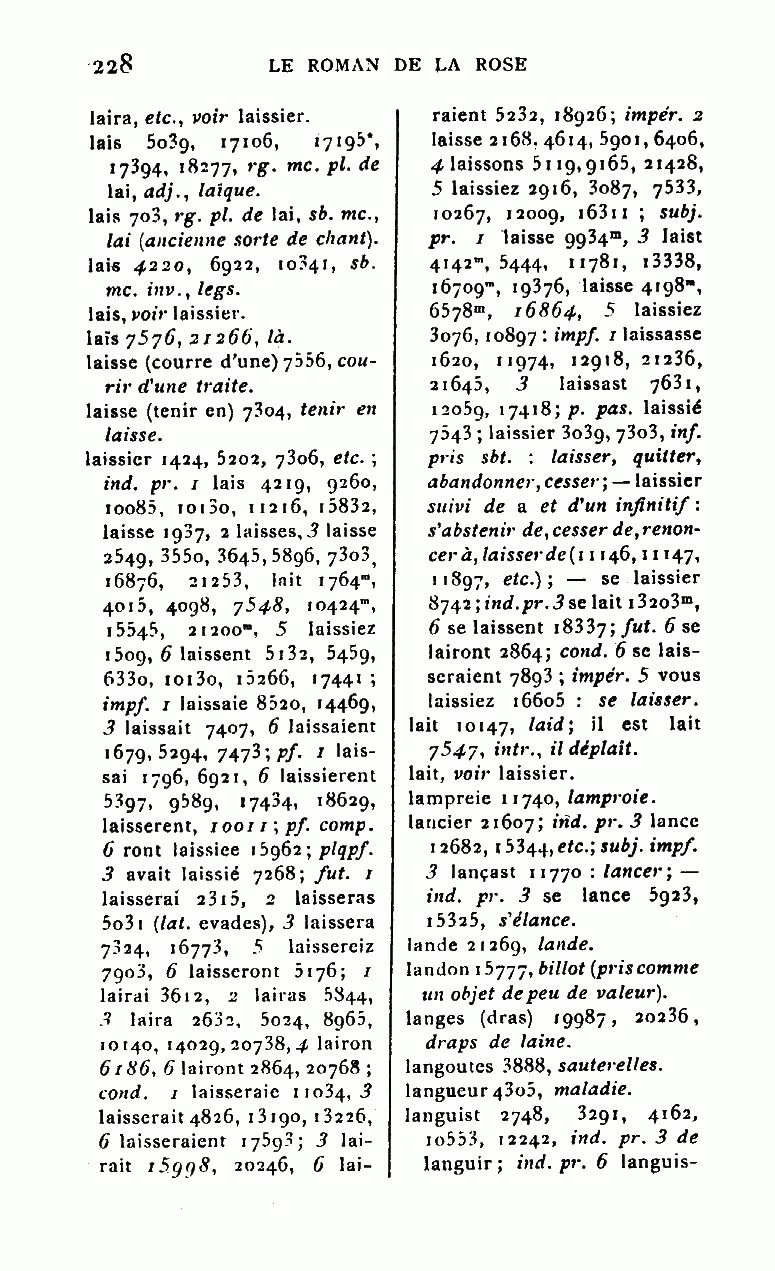 228 LE ROMAN DE LA ROSE
laira, etc., voir laissier.
lais 5039, 17106, 17195*,
17394, 18277, rg. mc. pl. de
lai, adj., laïque.
lais 703, rg. pl. de lai, sb. mc.,
lai (ancienne sorte de chant).
lais 4220, 6922, 10341, sb.
mc. inv., legs.
lais, voir laissier.
laïs 7576, 21266, là.
laisse (courre d'une) 7556, cou-
rir d'une traite.
laisse (tenir en) 7304, tenir en
laisse.
laissier 1424, 5202, 7306, etc. ;
ind. pr. 1 lais 4219, 9260,
10085, 10130, 11216, 15832,
laisse 1937, 2 laisses, 3 laisse
2549, 3550, 3645, 5896, 7303,
16876, 21253, lait 1764ᵐ,
4015, 4098, 7548, 10424ᵐ,
15545, 21200ᵐ, 5 laissiez
1509, 6 laissent 5132, 5459,
6330, 10130, 15266, 17441 ;
impf. 1 laissaie 8520, 14469,
3 laissait 7407, 6 laissaient
1679, 5294, 7473 ; pf. 1 lais-
sai 1796, 6921, 6 laissierent
5397, 9589, 17434, 18629,
laisserent, 10011 ; pf. comp.
6 ront laissiee 15962 ; plqpf.
3 avait laissié 7268; fut. 1
laisserai 2315, 2 laisseras
5031 (lat. evades), 3 laissera
7324, 16773, 5 laissereiz
7903, 6 laisseront 5176; 1
lairai 3612, 2 lairas 5844,
3 laira 2632, 5024, 8965,
10140, 14029, 20738, 4 lairon
6186, 6 lairont 2864, 20768 ;
cond. 1 laisseraie 11034, 3
laisserait 4826, 13190, 13226,
6 laisseraient 17593; 3 lai-
rait 15998, 20246, 6 lai-
raient 5232, 18926; impér. 2
laisse 2168, 4614, 5901, 6406,
4 laissons 5119, 9165, 21428,
5 laissiez 2916, 3087, 7533,
10267, 12009, 16311 ; subj.
pr. 1 laisse 9934ᵐ, 3 laist
4142ᵐ, 5444, 11781, 13338,
16709ᵐ, 19376, laisse 4198ᵐ,
6578ᵐ, 16864, 5 laissiez
3076, 10897 : impf. 1 laissasse
1620, 11974, 12918, 21236,
21645, 3 laissast 7631,
12059, 17418; p. pas. laissié
7543 ; laissier 3039, 7303, inf.
pris sbt. : laisser, quitter,
abandonner, cesser ; — laissier
suivi de a et d'un infinitif :
s'abstenir de, cesser de, renon-
cer à, laisser de (11146, 11147,
11897, etc.) ; — se laissier
8742 ; ind. pr. 3 se lait 13203ᵐ,
6 se laissent 18337 ; fut. 6 se
lairont 2864; cond. 6 se lais-
seraient 7893 ; impér. 5 vous
laissiez 16605 : se laisser.
lait 10147, laid; il est lait
7547, intr., il déplaît.
lait, voir laissier.
lampreie 11740, lamproie.
lancier 21607; ind. pr. 3 lance
12682, 15344, etc.; subj. impf.
3 lançast 11770 : lancer ; —
ind. pr. 3 se lance 5923,
15325, s'élance.
lande 21269, lande.
landon 15777, billot (pris comme
un objet de peu de valeur).
langes (dras) 19987, 20236,
draps de laine.
langoutes 3888, sauterelles.
langueur 4305, maladie.
languist 2748, 3291, 4162,
10553, 12242, ind. pr. 3 de
languir ; ind. pr. 6 languis-